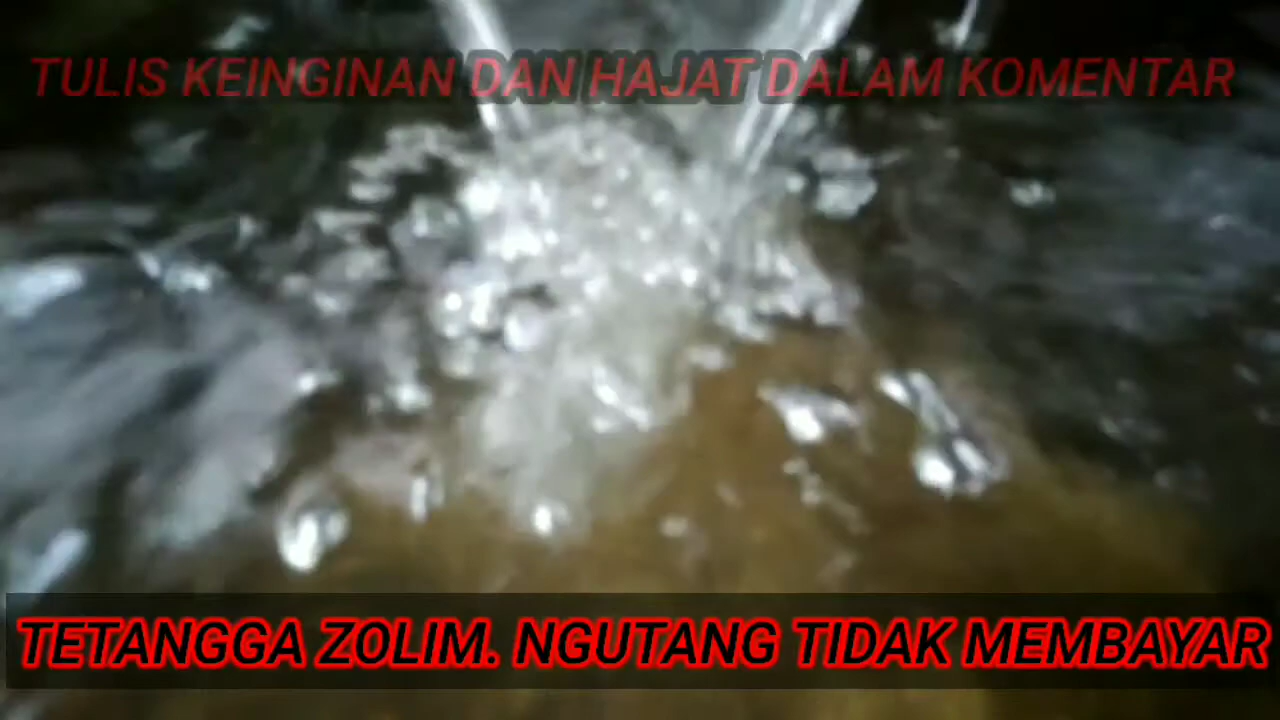 TULIS KEINGINAN DAN HAJAT DALAM KOMENTAR
TETANGGA ZOLIM. NGUTANG TIDAK MEMBAYAR